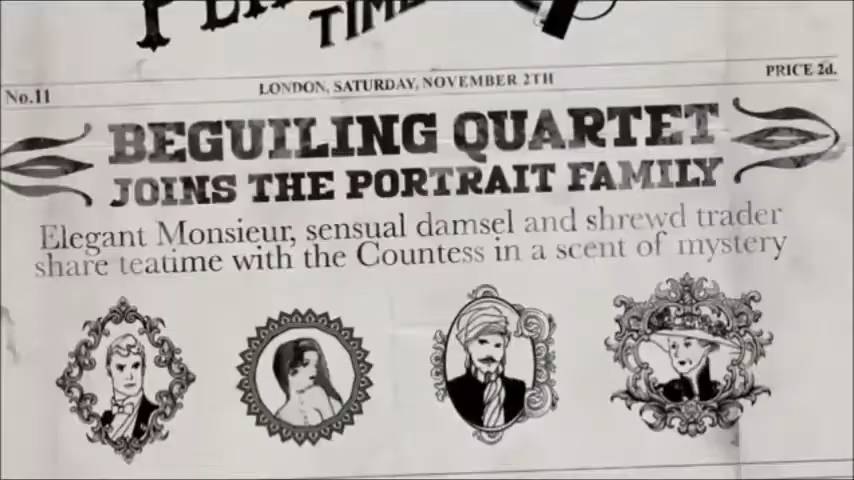 TIME
No.11
LONDON, SATURDAY, NOVEMBER 2TH
PRICE 2d.
BEGUILING QUARTET
JOINS THE PORTRAIT FAMILY
Elegant Monsieur, sensual damsel and shrewd trader
share teatime with the Countess in a scent of mystery